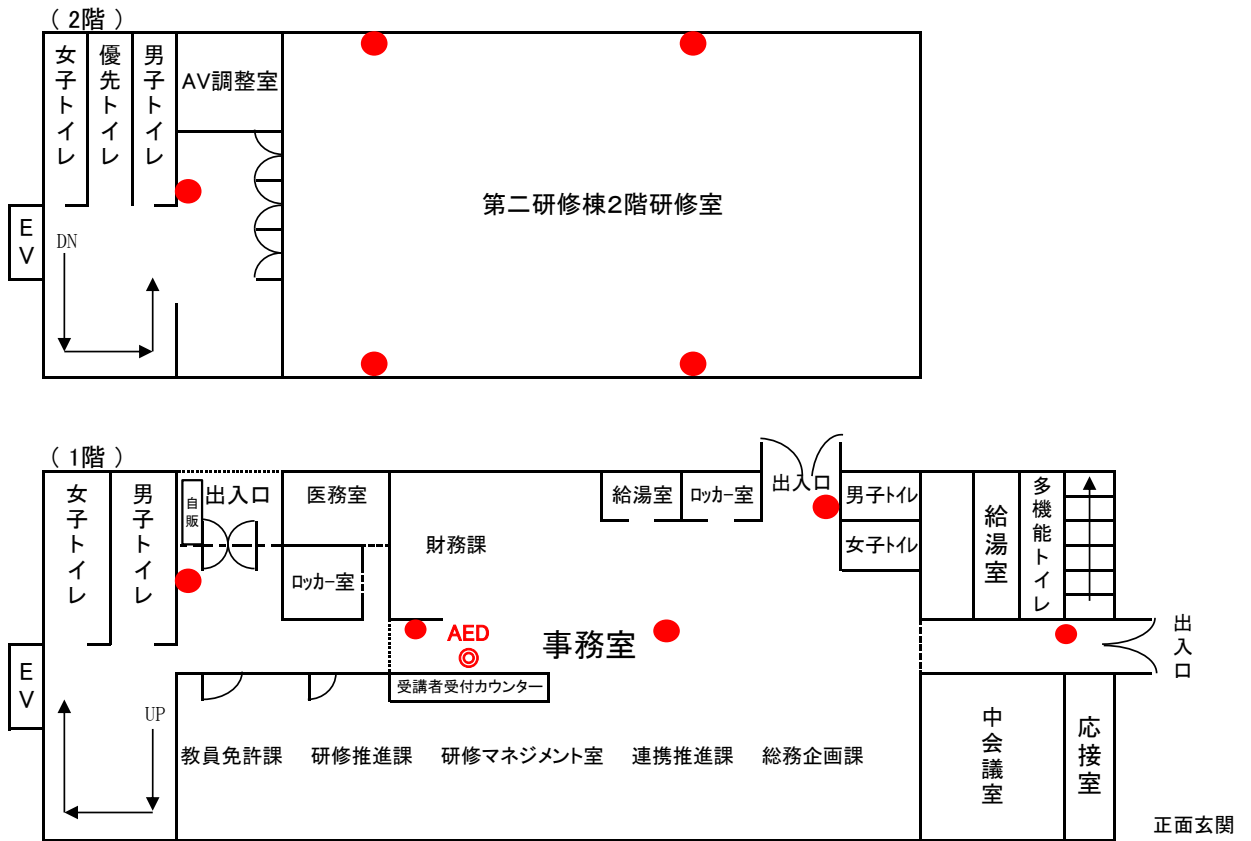 （ 2階 ）
女子トイレ
優先トイレ
男子トイレ
AV調整室
第二研修棟2階研修室
EV
DN
（ 1階 ）
女子トイレ
男子トイレ
自販
出入口
医務室
給湯室
ロッカー室
出入口
男子トイレ
女子トイレ
給湯室
多機能トイレ
財務課
ロッカー室
AED
◎
事務室
出入口
EV
受講者受付カウンター
UP
教員免許課
研修推進課
研修マネジメント室
連携推進課
総務企画課
中会議室
応接室
正面玄関